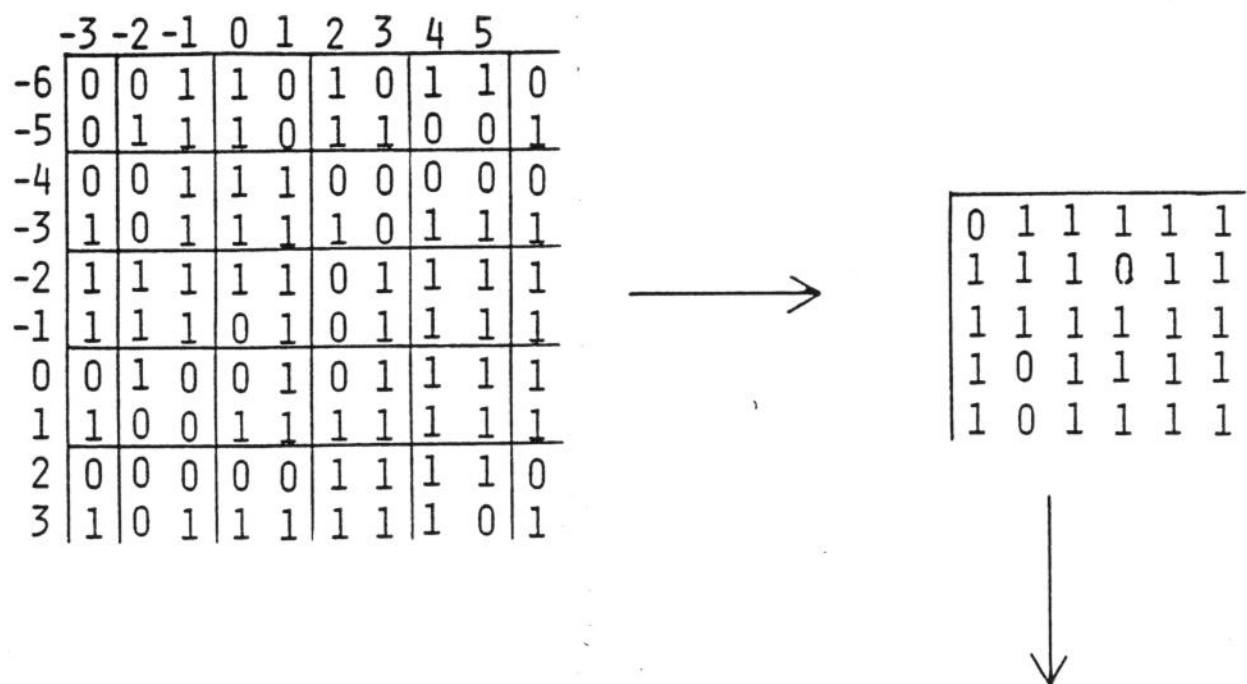 -3 -2 -1 0 1 2 3 4 5
-6 0 0 1 1 0 1 0 1 1 0
-5 0 1 1 1 0 1 1 0 0 1
-4 0 0 1 1 1 0 0 0 0 0
-3 1 0 1 1 1 1 0 1 1 1
-2 1 1 1 1 1 0 1 1 1 1
-1 1 1 1 0 1 0 1 1 1 1
0 0 1 0 0 1 0 1 1 1 1
1 1 0 0 1 1 1 1 1 1 1
2 0 0 0 0 0 1 1 1 1 0
3 1 0 1 1 1 1 1 1 0 1
0 1 1 1 1 1
1 1 1 0 1 1
1 1 1 1 1 1
1 0 1 1 1 1
1 0 1 1 1 1